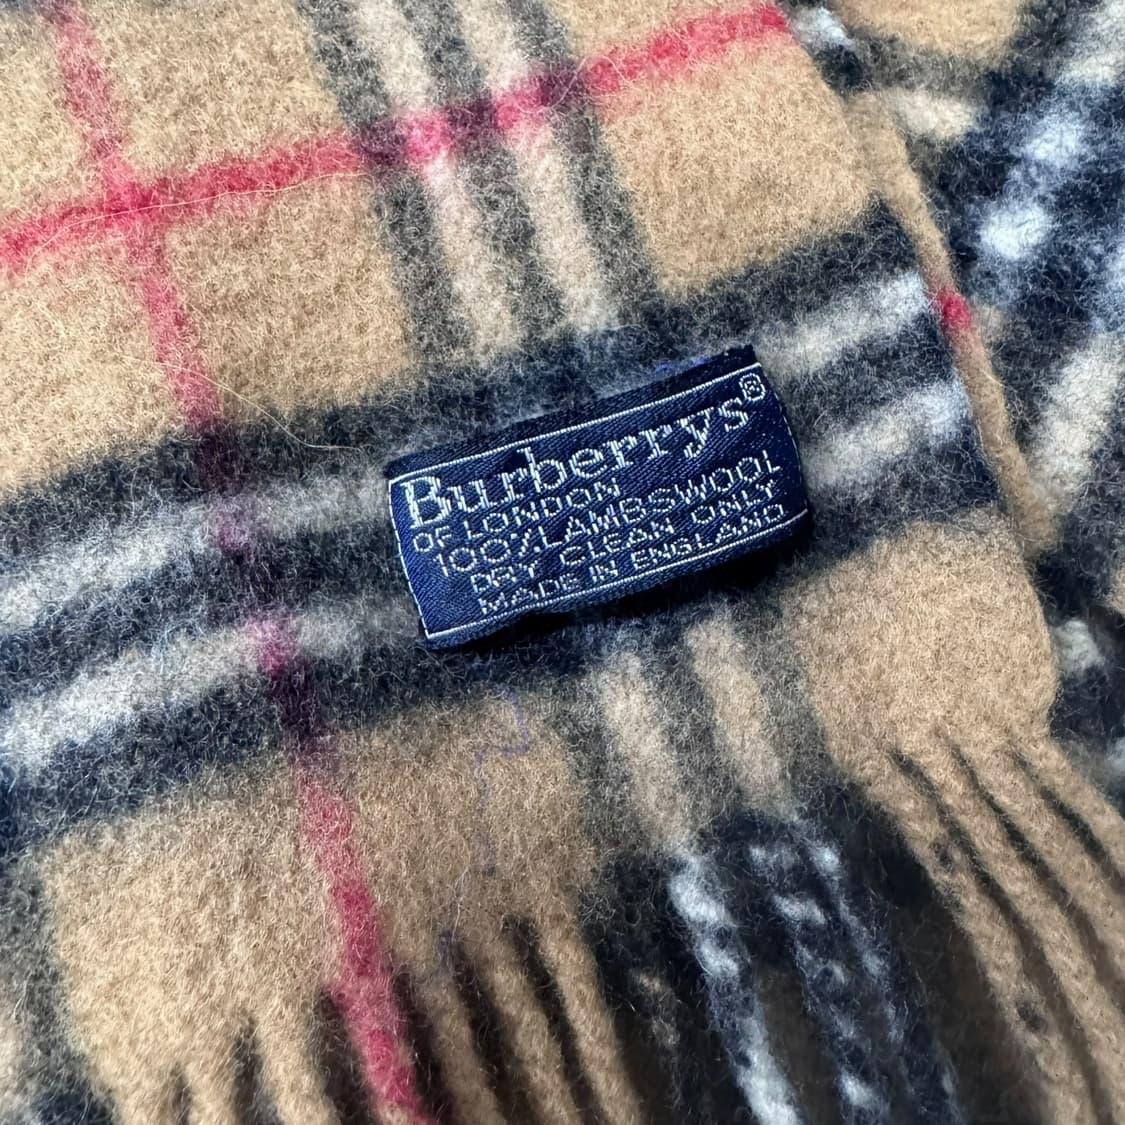 Burberrys®
OF LONDON
100% LAMBSWOOL
DRY CLEAN ONLY
MADE IN ENGLAND